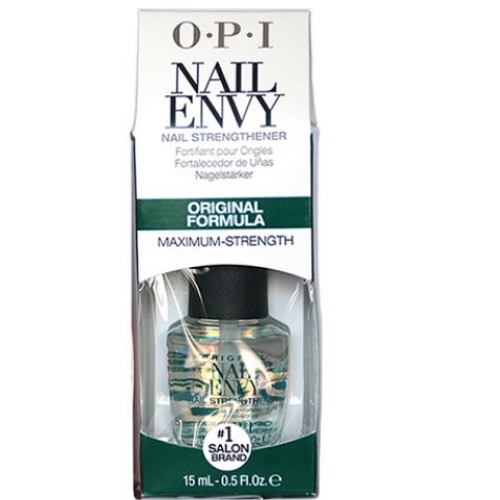 O·P·I
NAIL
ENVY
NAIL STRENGTHENER
Fortifiant pour Ongles
Fortalecedor de Uñas
Nagelstärker
ORIGINAL
FORMULA
MAXIMUM-STRENGTH
NAIL
ENVY
NAIL STRENGTHENER
#1
SALON
BRAND
15 mL - 0.5 Fl.Oz. e